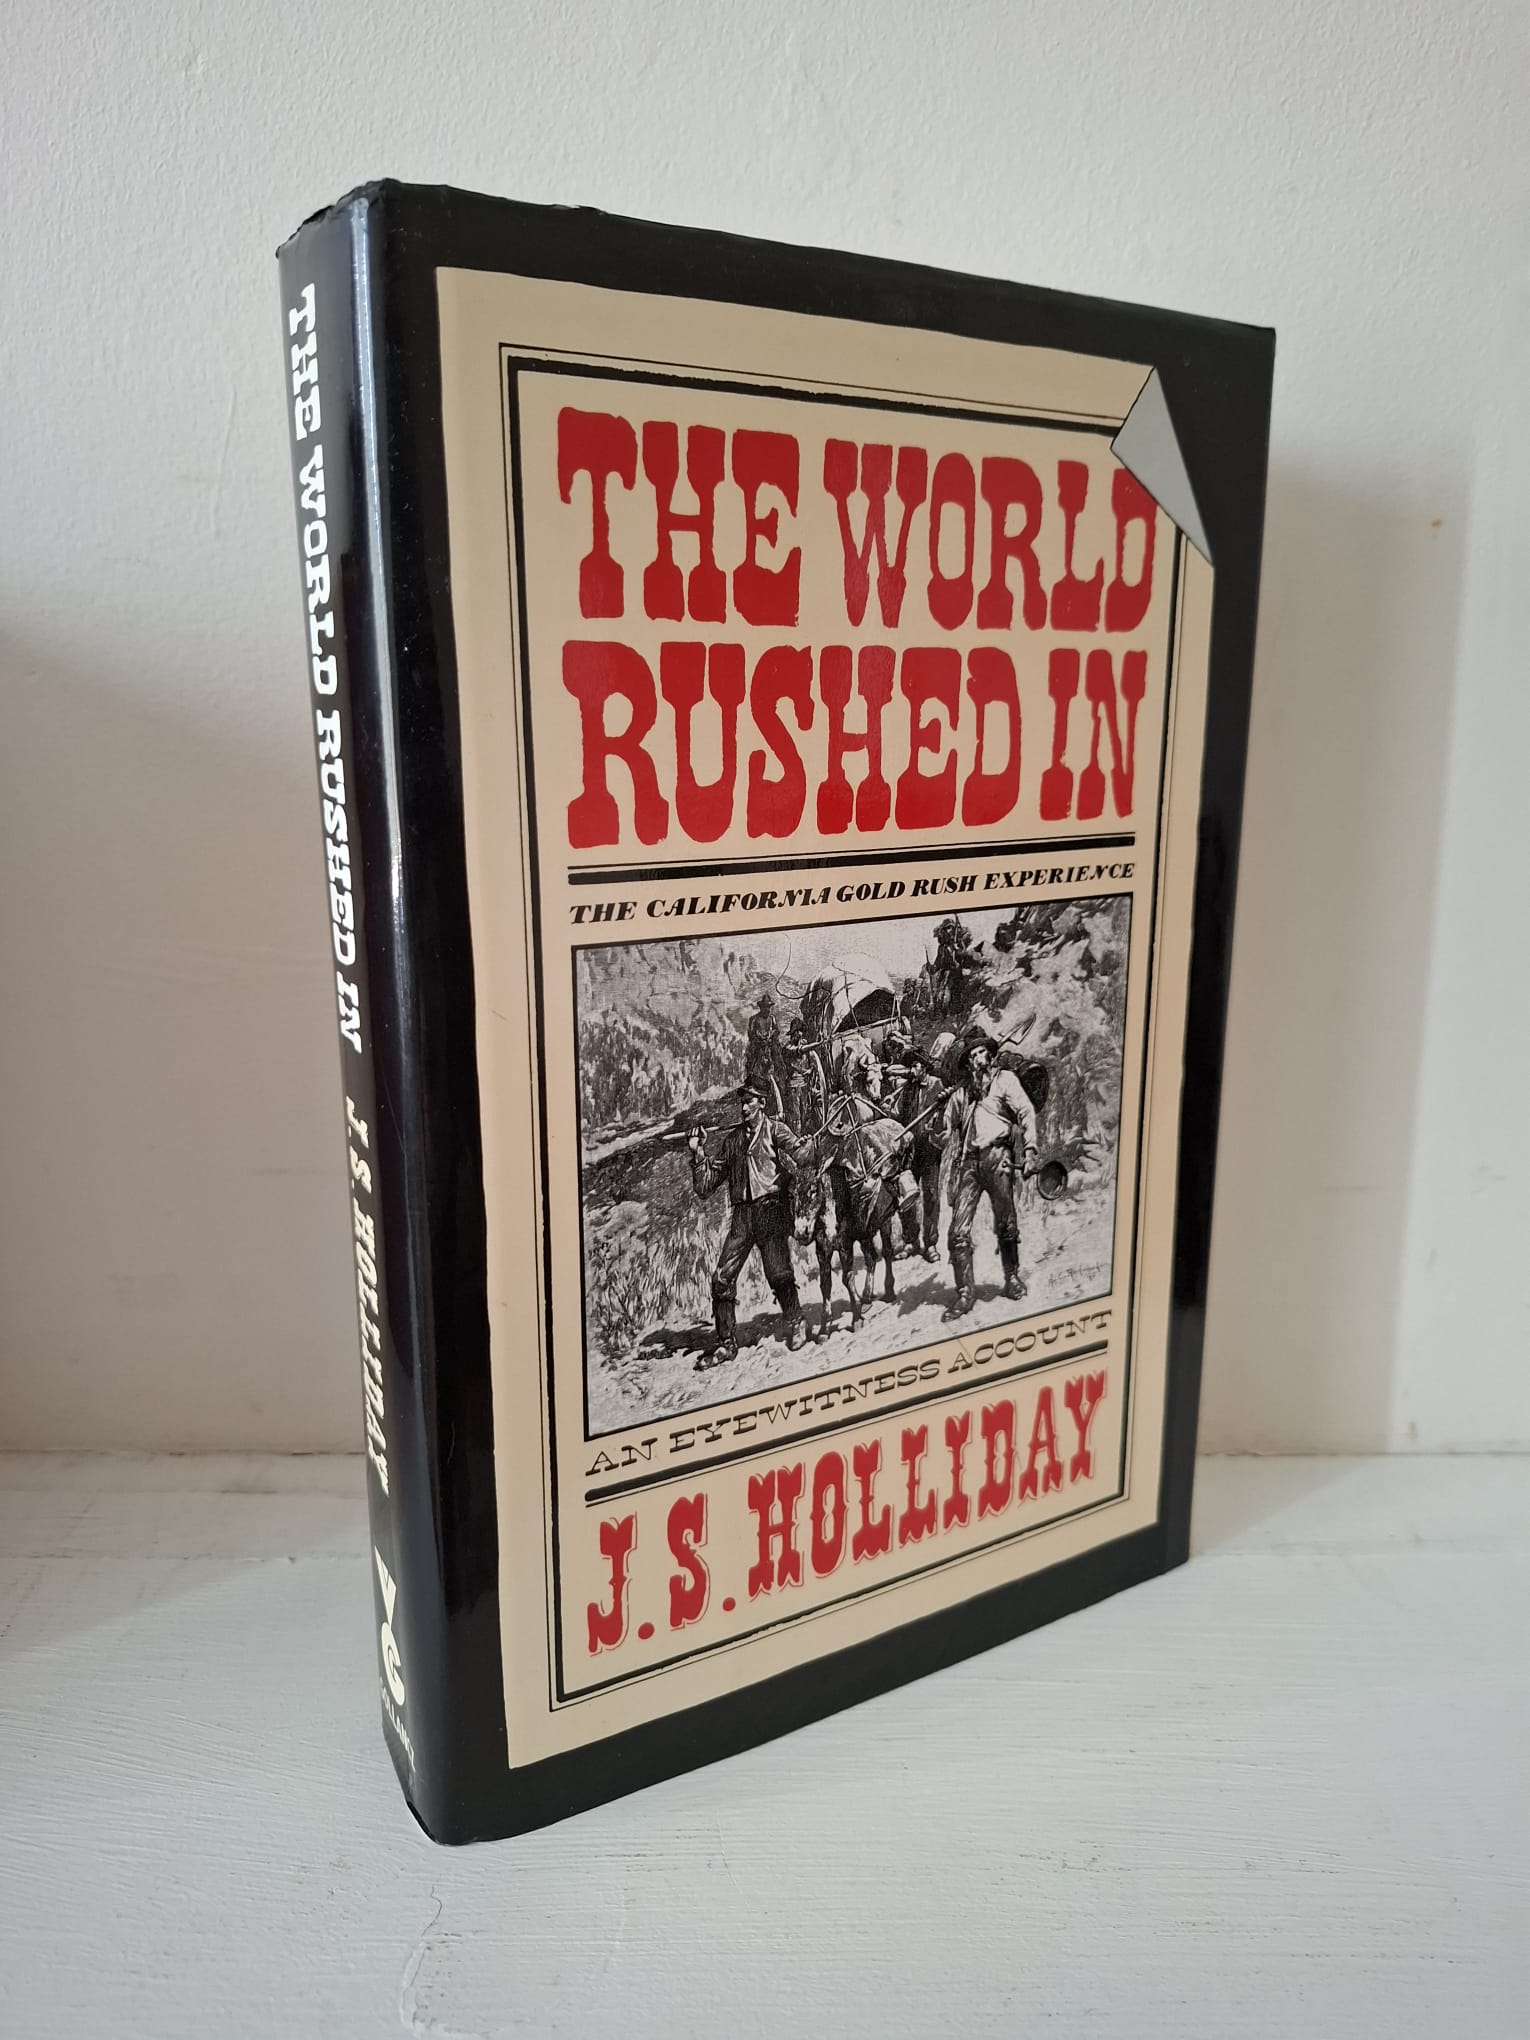 THE WORLD RUSHED IN J. S. HOLLIDAY
VG
GOLLANCZ
THE WORLD
RUSHED IN
THE CALIFORNIA GOLD RUSH EXPERIENCE
AN EYEWITNESS ACCOUNT
J.S. HOLLIDAY